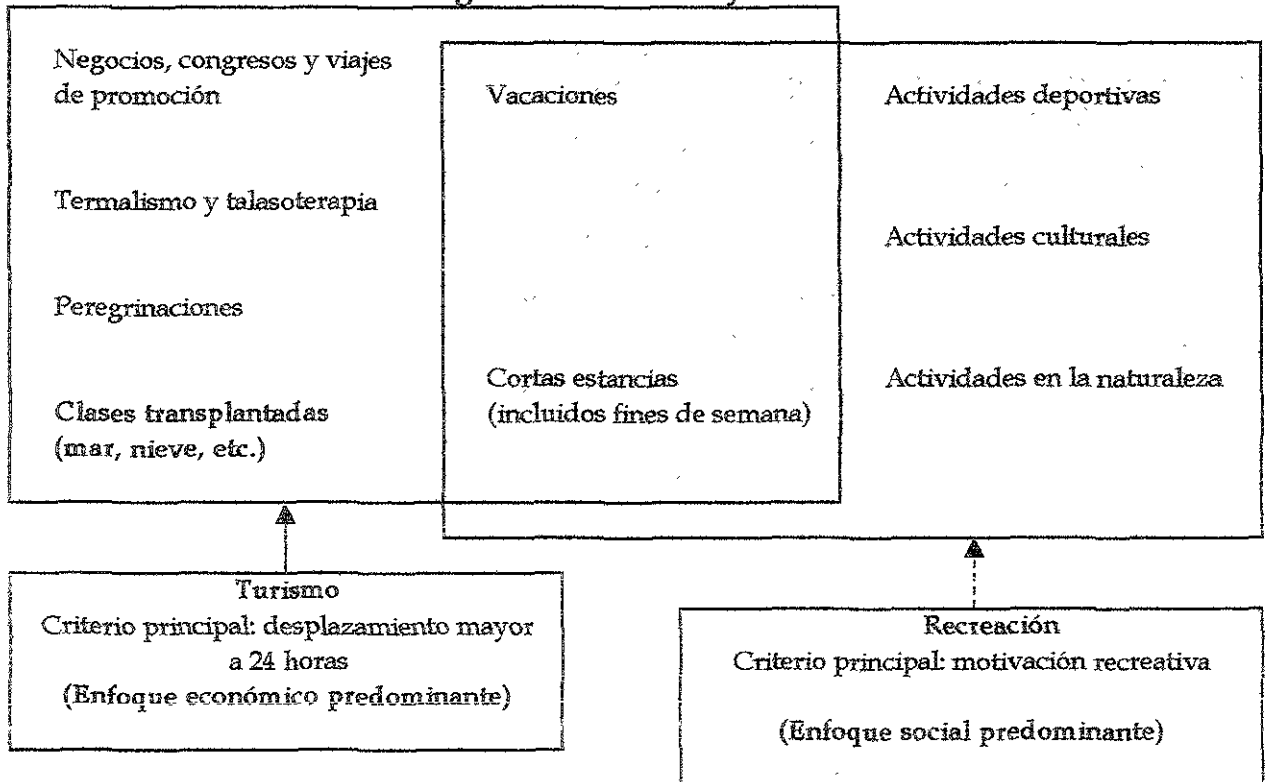 Negocios, congresos y viajes
de promoción
Termalismo y talasoterapia
Peregrinaciones
Clases transplantadas
(mar, nieve, etc.)
Vacaciones
Cortas estancias
(incluidos fines de semana)
Actividades deportivas
Actividades culturales
Actividades en la naturaleza
Turismo
Criterio principal: desplazamiento mayor
a 24 horas
(Enfoque económico predominante)
Recreación
Criterio principal: motivación recreativa
(Enfoque social predominante)